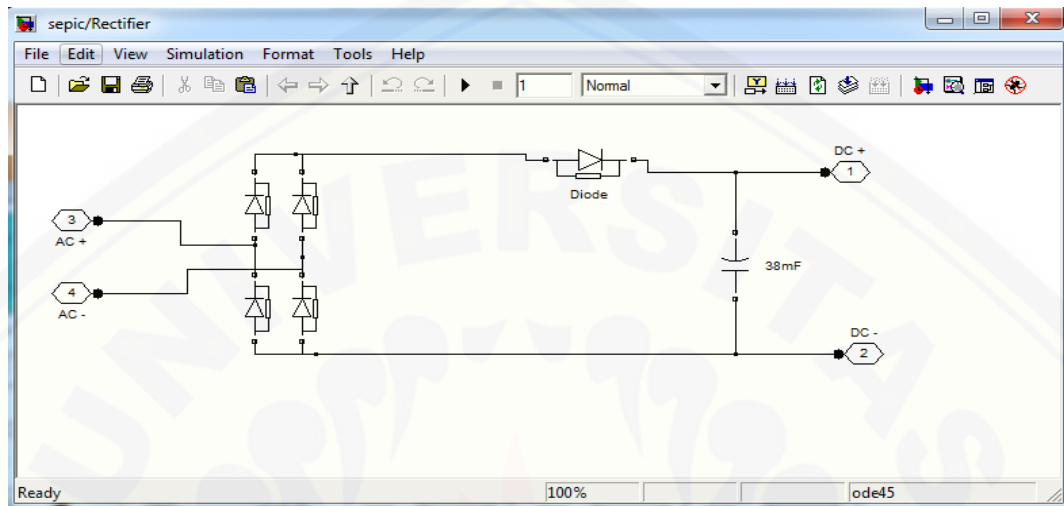 sepic/Rectifier
File Edit View Simulation Format Tools Help
1 Normal
DC +
1
Diode
3
AC +
38mF
4
AC -
DC -
2
UNIVERSITAS
Ready 100% ode45